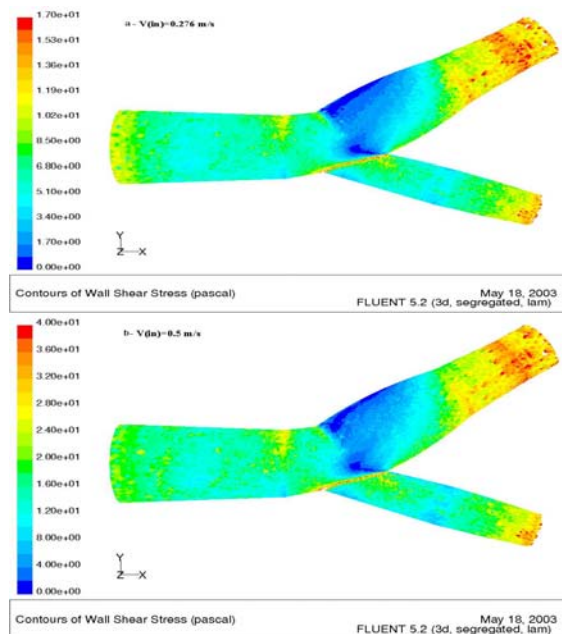 1.70e+01
a - V(in)=0.276 m/s
1.53e+01
1.36e+01
1.19e+01
1.02e+01
8.50e+00
6.80e+00
5.10e+00
3.40e+00
1.70e+00
0.00e+00
Y
Z X
Contours of Wall Shear Stress (pascal)
May 18, 2003
FLUENT 5.2 (3d, segregated, lam)
4.00e+01
b- V(in)=0.5 m/s
3.60e+01
3.20e+01
2.80e+01
2.40e+01
2.00e+01
1.60e+01
1.20e+01
8.00e+00
4.00e+00
0.00e+00
Y
Z X
Contours of Wall Shear Stress (pascal)
May 18, 2003
FLUENT 5.2 (3d, segregated, lam)